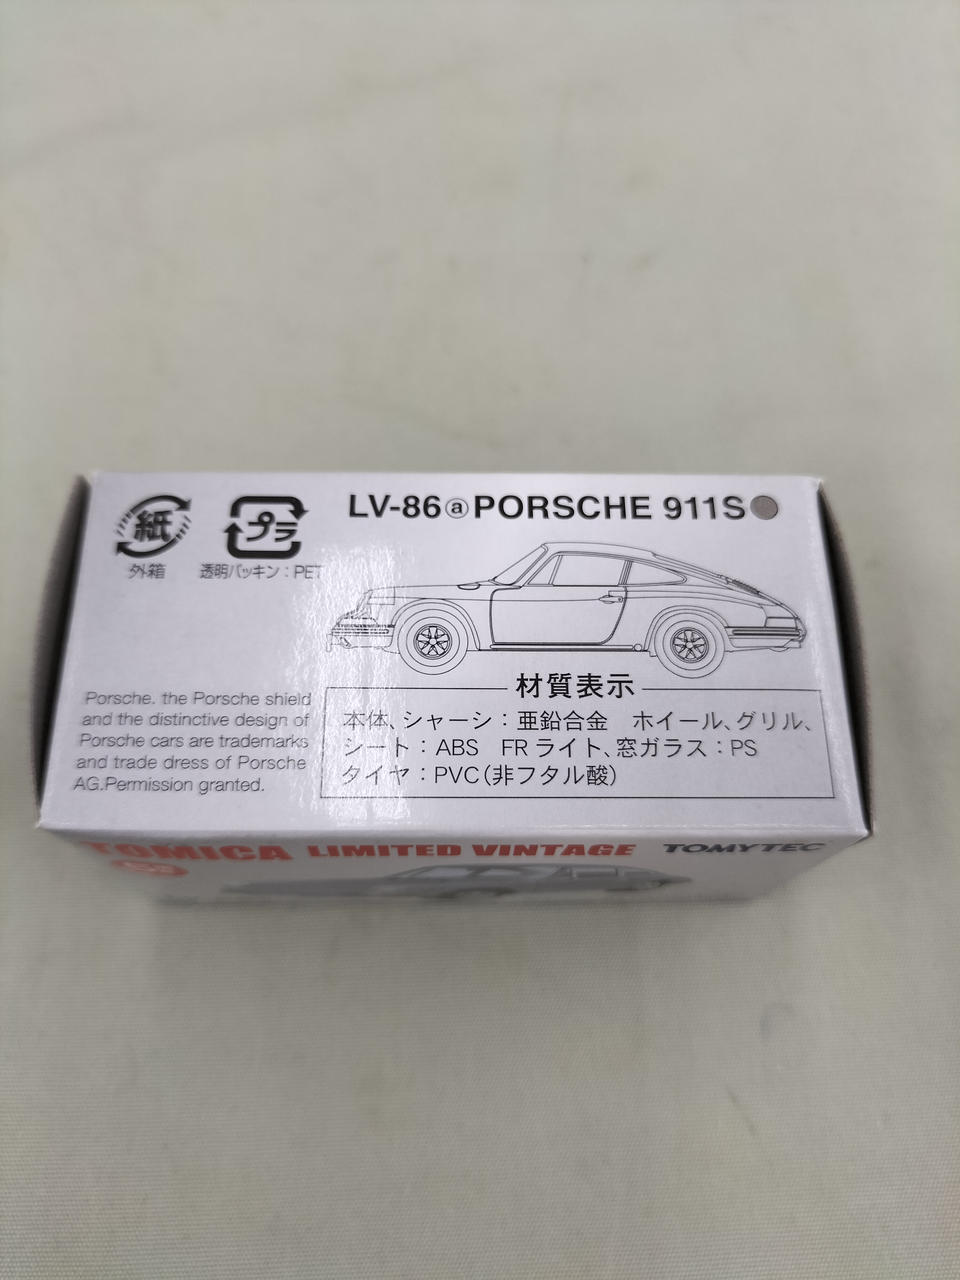 LV-86ⓐPORSCHE 911S
紙
外箱
プラ
透明パッキン：PET
Porsche. the Porsche shield
and the distinctive design of
Porsche cars are trademarks
and trade dress of Porsche
AG.Permission granted.
材質表示
本体、シャーシ：亜鉛合金　ホイール、グリル、
シート：ABS　FRライト、窓ガラス：PS
タイヤ：PVC（非フタル酸）
TOMICA LIMITED VINTAGE TOMYTEC